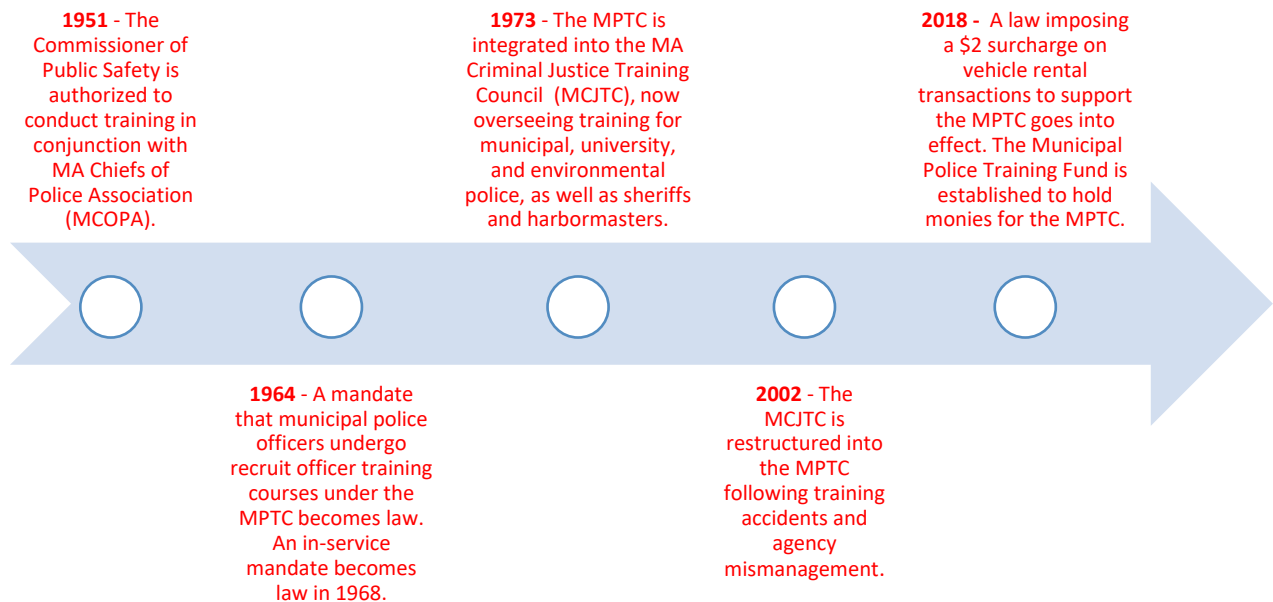 1951 - The
Commissioner of
Public Safety is
authorized to
conduct training in
conjunction with
MA Chiefs of
Police Association
(MCOPA).
1964 - A mandate
that municipal police
officers undergo
recruit officer training
courses under the
MPTC becomes law.
An in-service
mandate becomes
law in 1968.
1973 - The MPTC is
integrated into the MA
Criminal Justice Training
Council (MCJTC), now
overseeing training for
municipal, university,
and environmental
police, as well as sheriffs
and harbormasters.
2002 - The
MCJTC is
restructured into
the MPTC
following training
accidents and
agency
mismanagement.
2018 - A law imposing
a $2 surcharge on
vehicle rental
transactions to support
the MPTC goes into
effect. The Municipal
Police Training Fund is
established to hold
monies for the MPTC.